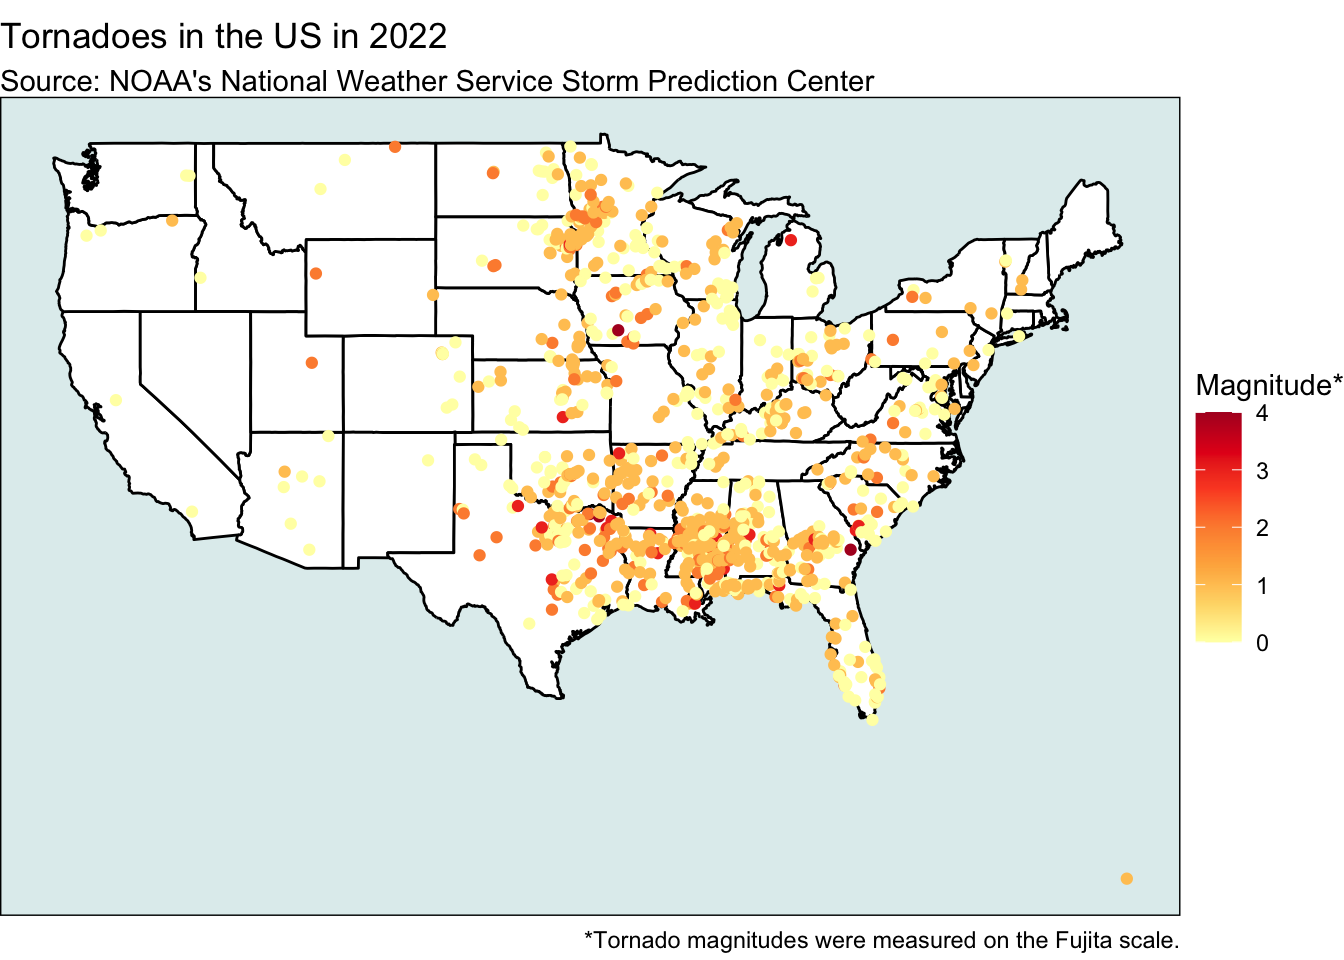 Tornadoes in the US in 2022
Source: NOAA's National Weather Service Storm Prediction Center
Magnitude*
4
3
2
1
0
*Tornado magnitudes were measured on the Fujita scale.